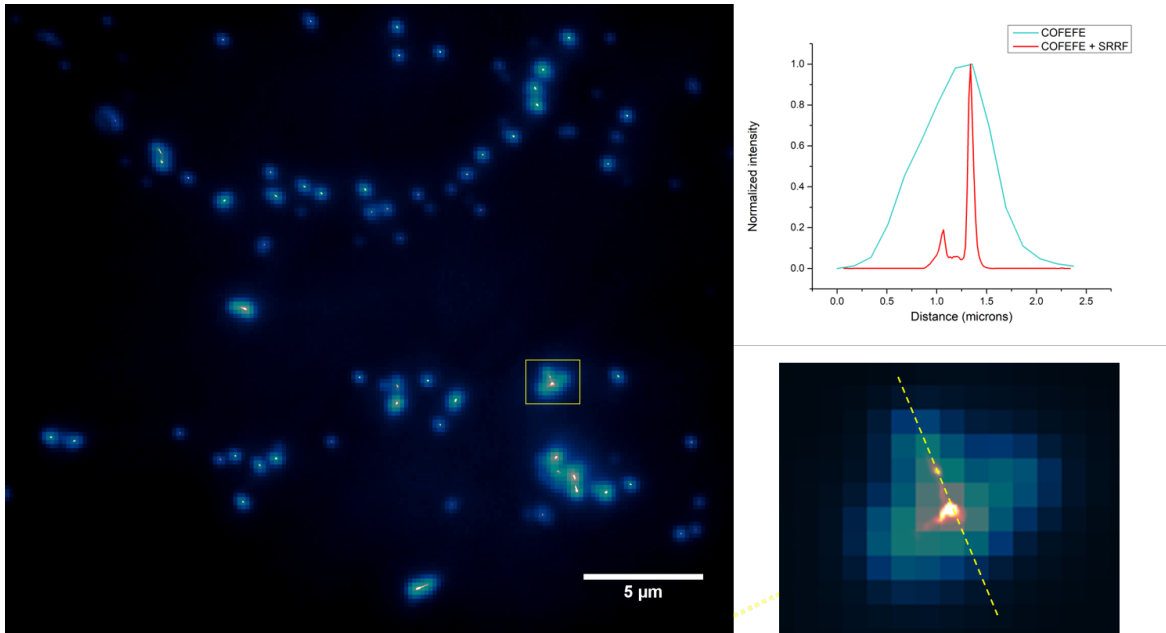 COFEFE
COFEFE + SRRF
1.0
0.8
0.6
0.4
0.2
0.0
Normalized intensity
0.0 0.5 1.0 1.5 2.0 2.5
Distance (microns)
5 µm